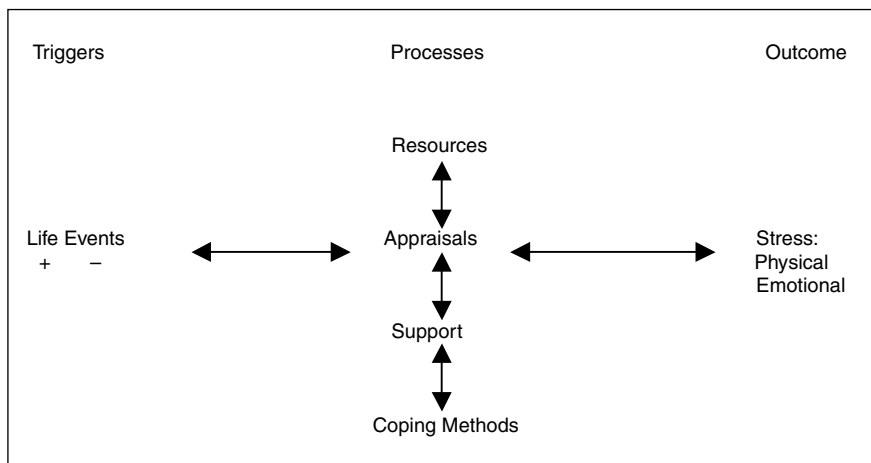 Triggers
Processes
Outcome
Resources
Life Events
+ –
Appraisals
Stress:
Physical
Emotional
Support
Coping Methods